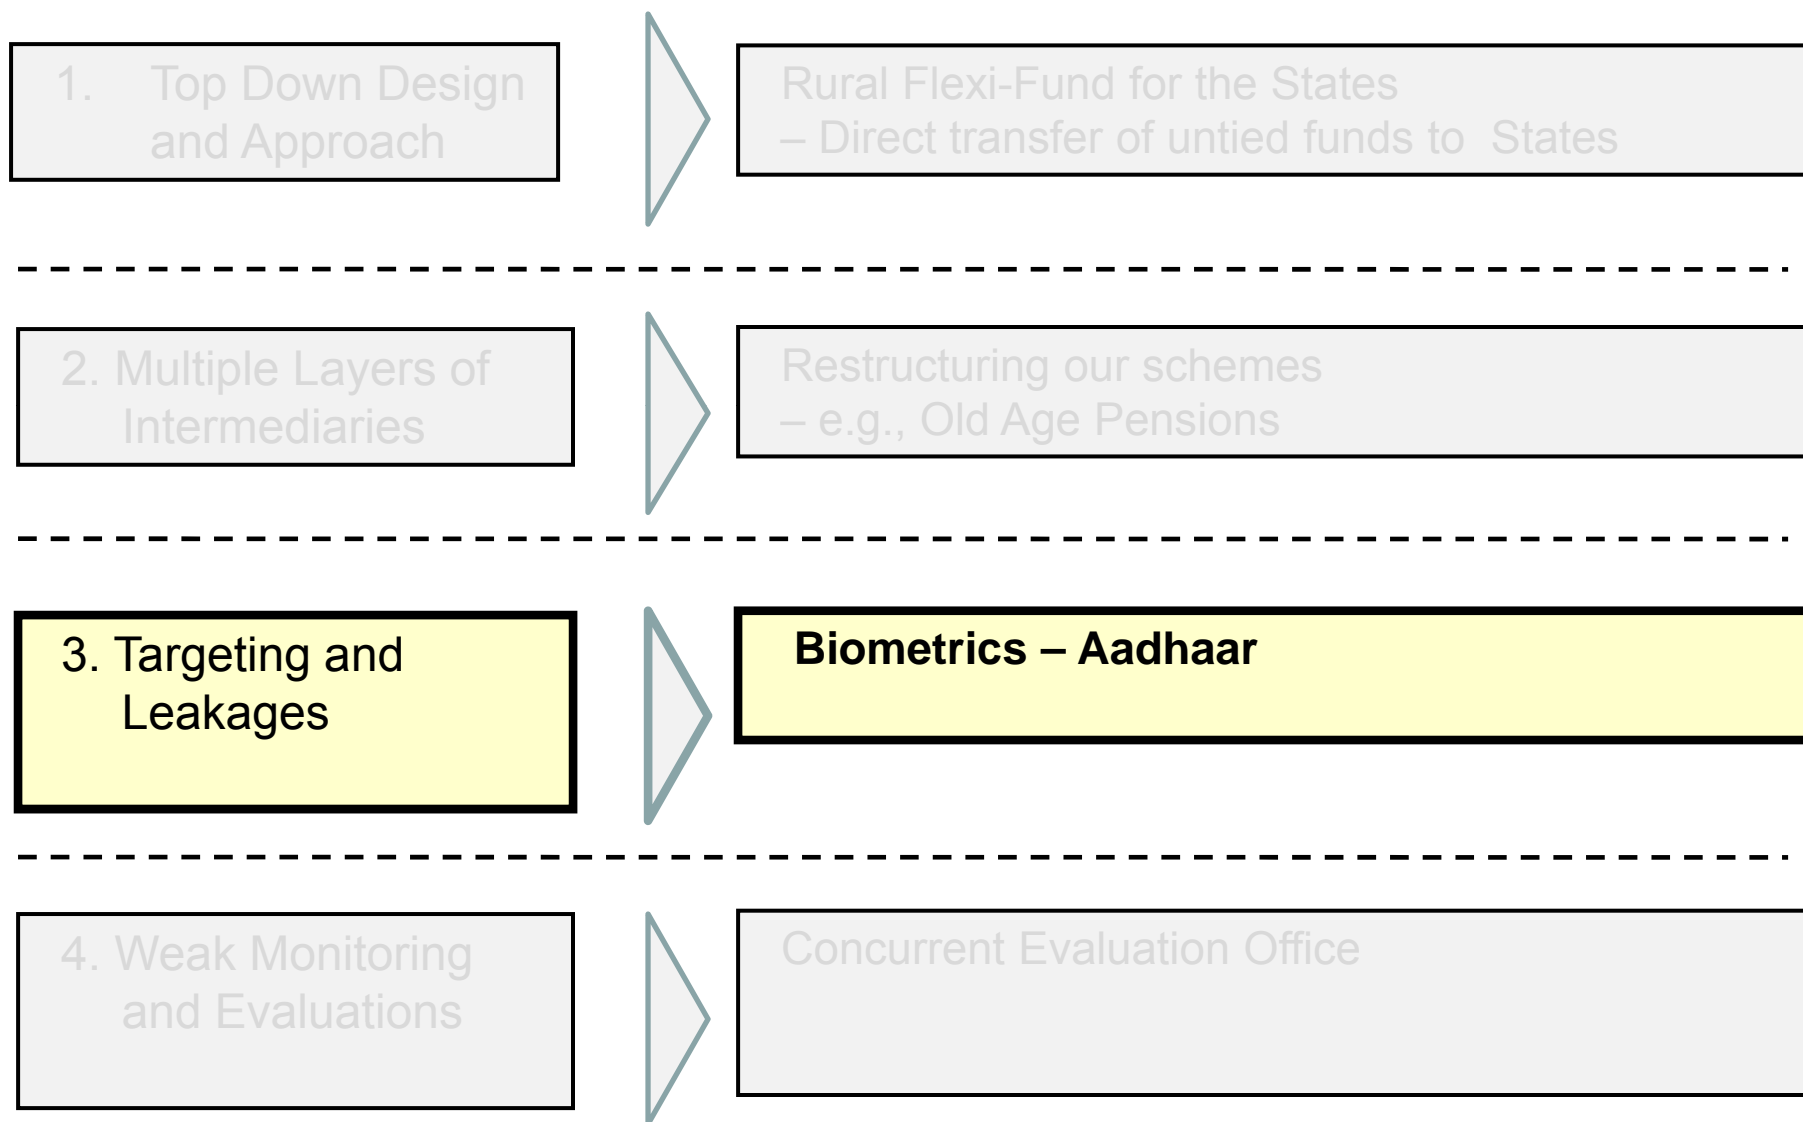 1. Top Down Design
and Approach
Rural Flexi-Fund for the States
– Direct transfer of untied funds to States
2. Multiple Layers of
Intermediaries
Restructuring our schemes
– e.g., Old Age Pensions
3. Targeting and
Leakages
Biometrics – Aadhaar
4. Weak Monitoring
and Evaluations
Concurrent Evaluation Office